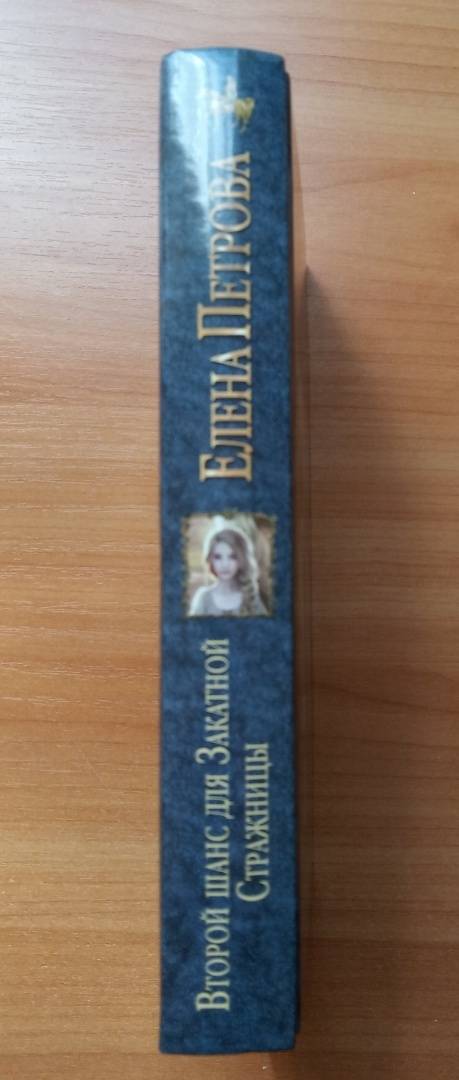 Второй шанс для Закатной
Стражницы
Елена Петрова